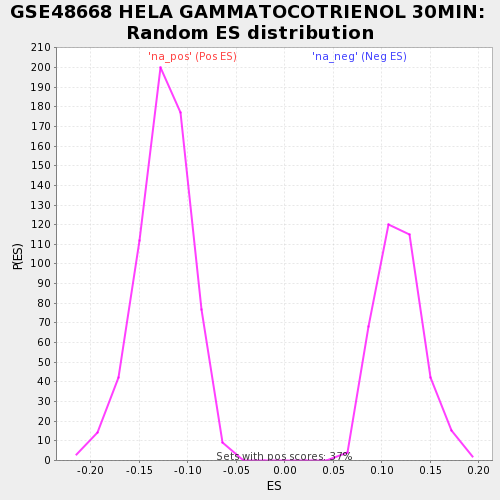 GSE48668 HELA GAMMATOCOTRIENOL 30MIN:
Random ES distribution
'na_pos' (Pos ES)
'na_neg' (Neg ES)
210
200
190
180
170
160
150
140
130
120
110
100
90
80
70
60
50
40
30
20
10
0
P(ES)
Sets with pos scores: 37%
-0.20 -0.15 -0.10 -0.05 0.00 0.05 0.10 0.15 0.20
ES